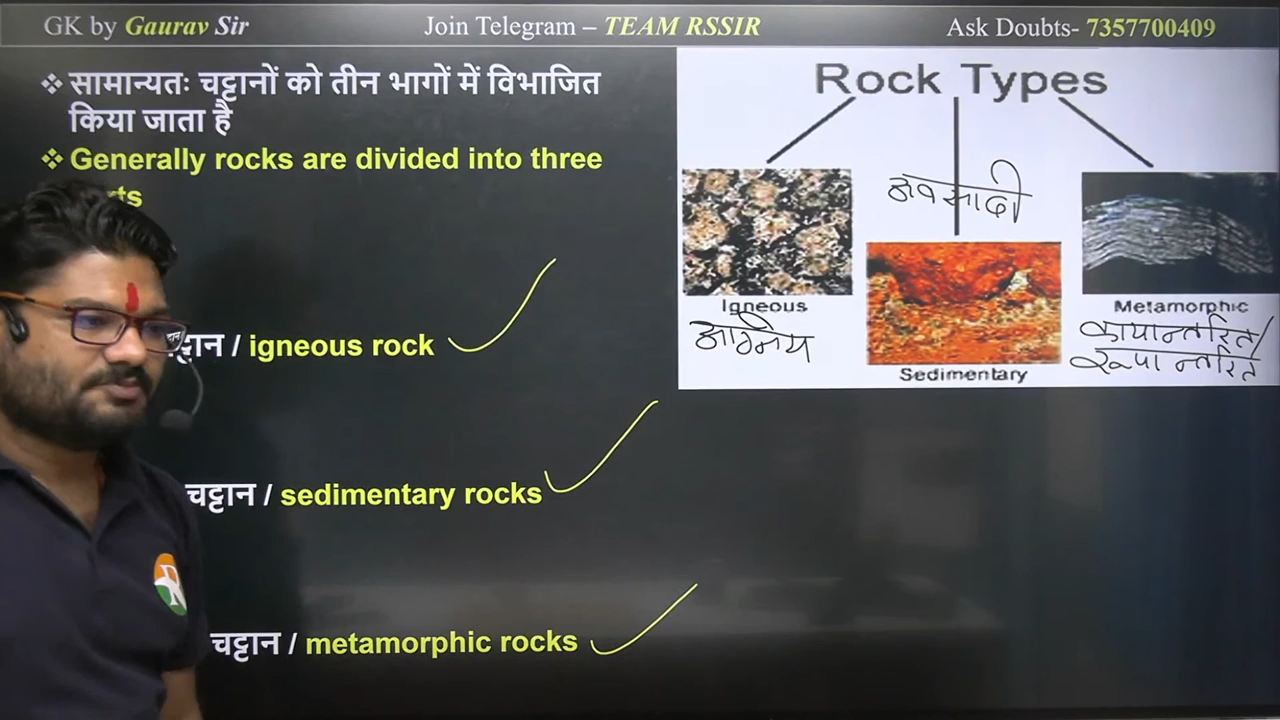 GK by Gaurav Sir
Join Telegram – TEAM RSSIR
Ask Doubts- 7357700409
सामान्यतः चट्टानों को तीन भागों में विभाजित
किया जाता है
Generally rocks are divided into three
चट्टान / igneous rock
चट्टान / sedimentary rocks
चट्टान / metamorphic rocks
Rock Types
अवसादी
Igneous
आग्नेय
Sedimentary
Metamorphic
कायान्तरित/
रूपान्तरित